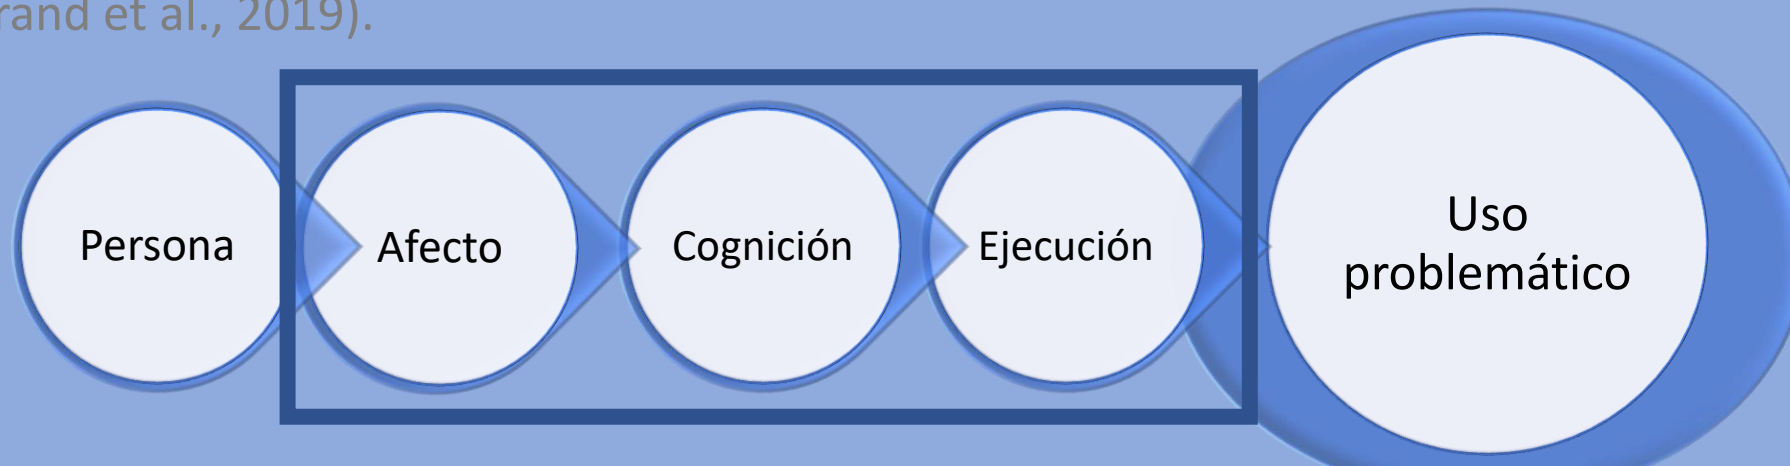 rand et al., 2019).
Persona
Afecto
Cognición
Ejecución
Uso
problemático